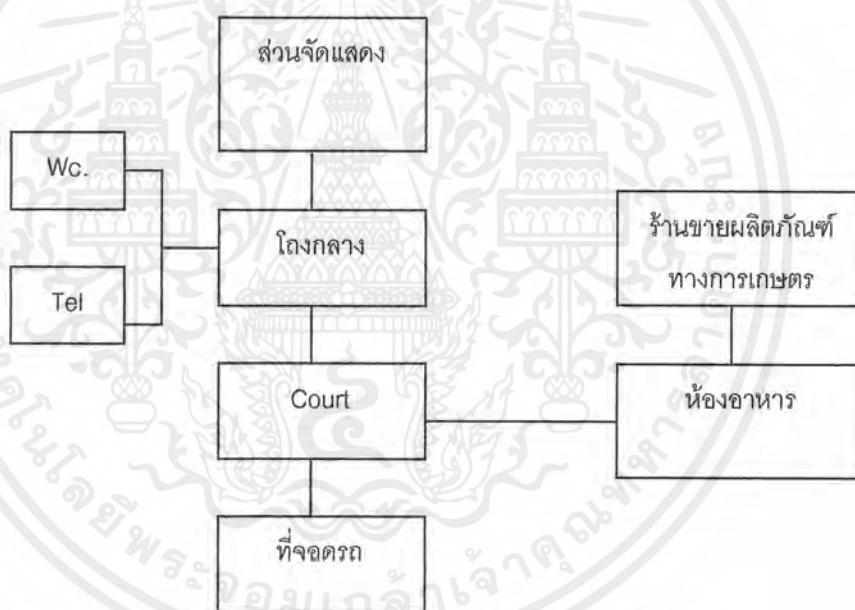 ส่วนจัดแสดง
Wc.
โถงกลาง
ร้านขายผลิตภัณฑ์
ทางการเกษตร
Tel
Court
ห้องอาหาร
ที่จอดรถ